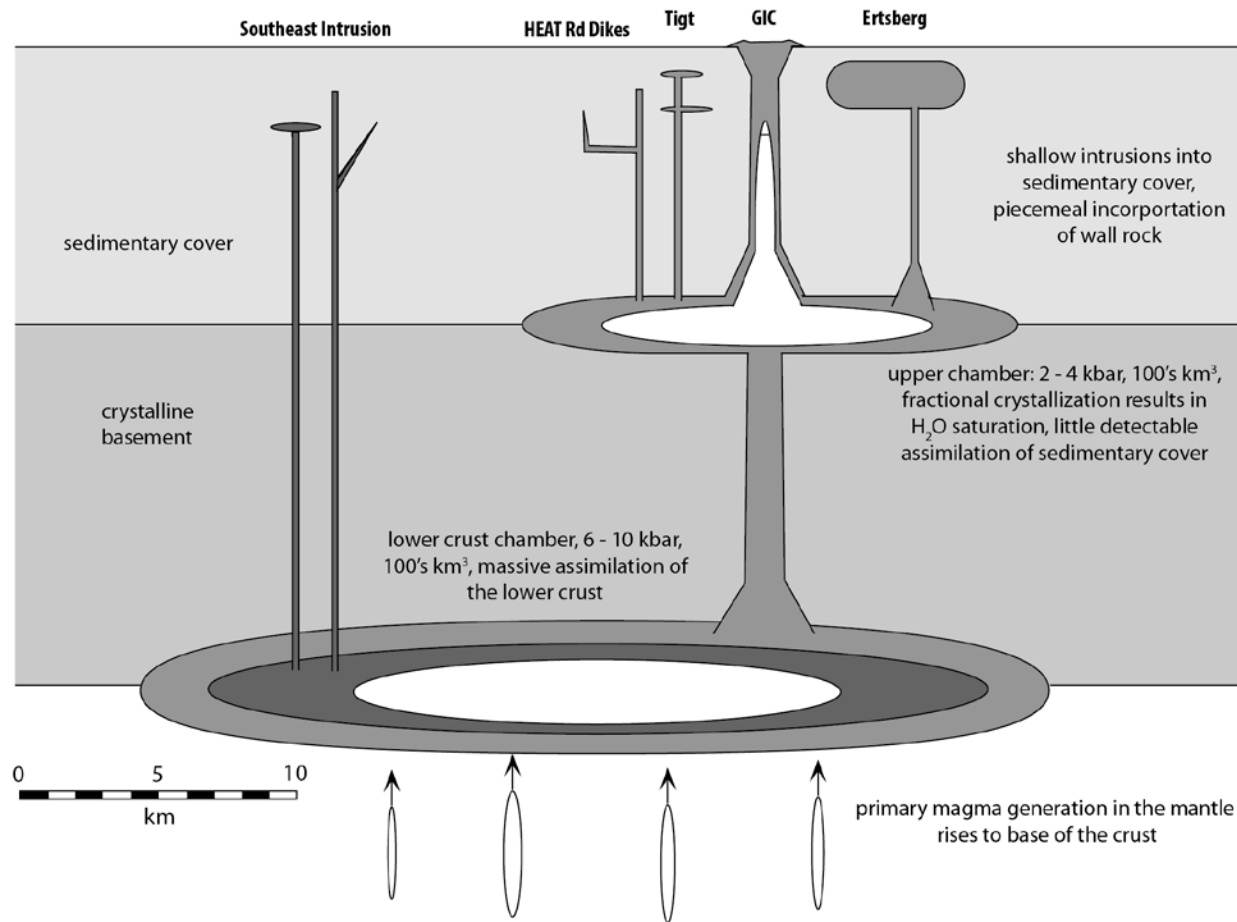 Southeast Intrusion
HEAT Rd Dikes
Tigt
GIC
Ertsberg
shallow intrusions into
sedimentary cover,
piecemeal incorportation
of wall rock
sedimentary cover
crystalline
basement
upper chamber: 2 - 4 kbar, 100's km³,
fractional crystallization results in
H₂O saturation, little detectable
assimilation of sedimentary cover
lower crust chamber, 6 - 10 kbar,
100's km³, massive assimilation of
the lower crust
0 5 10
km
primary magma generation in the mantle
rises to base of the crust